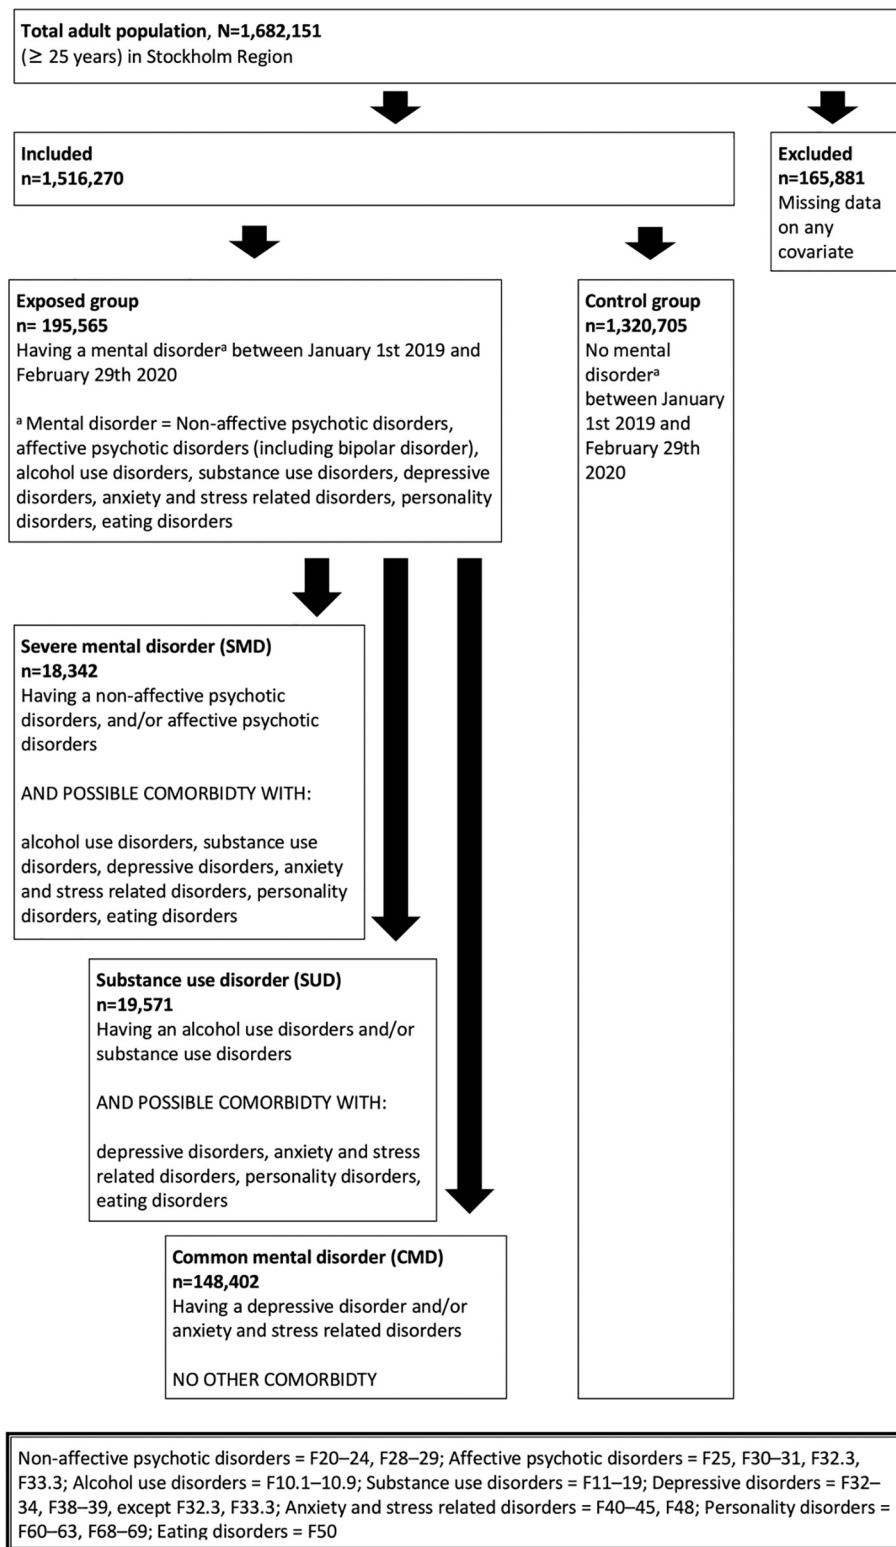 Total adult population, N=1,682,151
(≥ 25 years) in Stockholm Region
Included
n=1,516,270
Excluded
n=165,881
Missing data
on any
covariate
Exposed group
n= 195,565
Having a mental disorderᵃ between January 1st 2019 and
February 29th 2020
ᵃ Mental disorder = Non-affective psychotic disorders,
affective psychotic disorders (including bipolar disorder),
alcohol use disorders, substance use disorders, depressive
disorders, anxiety and stress related disorders, personality
disorders, eating disorders
Control group
n=1,320,705
No mental
disorderᵃ
between January
1st 2019 and
February 29th
2020
Severe mental disorder (SMD)
n=18,342
Having a non-affective psychotic
disorders, and/or affective psychotic
disorders
AND POSSIBLE COMORBIDTY WITH:
alcohol use disorders, substance use
disorders, depressive disorders, anxiety
and stress related disorders, personality
disorders, eating disorders
Substance use disorder (SUD)
n=19,571
Having an alcohol use disorders and/or
substance use disorders
AND POSSIBLE COMORBIDTY WITH:
depressive disorders, anxiety and stress
related disorders, personality disorders,
eating disorders
Common mental disorder (CMD)
n=148,402
Having a depressive disorder and/or
anxiety and stress related disorders
NO OTHER COMORBIDTY
Non-affective psychotic disorders = F20–24, F28–29; Affective psychotic disorders = F25, F30–31, F32.3,
F33.3; Alcohol use disorders = F10.1–10.9; Substance use disorders = F11–19; Depressive disorders = F32–
34, F38–39, except F32.3, F33.3; Anxiety and stress related disorders = F40–45, F48; Personality disorders =
F60–63, F68–69; Eating disorders = F50